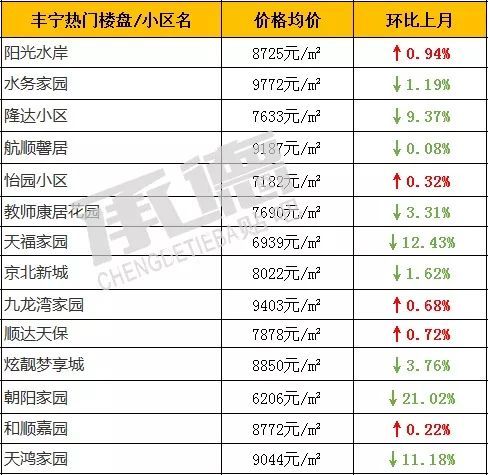 丰宁热门楼盘/小区名 价格均价 环比上月
阳光水岸 8725元/㎡ ↑0.94%
水务家园 9772元/㎡ ↓1.19%
隆达小区 7633元/㎡ ↓9.37%
航顺馨居 9187元/㎡ ↓0.08%
怡园小区 7182元/㎡ ↑0.32%
教师康居花园 7690元/㎡ ↓3.31%
天福家园 6939元/㎡ ↓12.43%
京北新城 8022元/㎡ ↓1.62%
九龙湾家园 9403元/㎡ ↑0.68%
顺达天保 7878元/㎡ ↑0.72%
炫靓梦享城 8850元/㎡ ↓3.76%
朝阳家园 6206元/㎡ ↓21.02%
和顺嘉园 8772元/㎡ ↑0.22%
天鸿家园 9044元/㎡ ↓11.18%
承德
CHENGDETIEBA